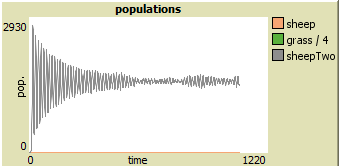 populations
2930
pop.
0
0
time
1220
sheep
grass / 4
sheepTwo